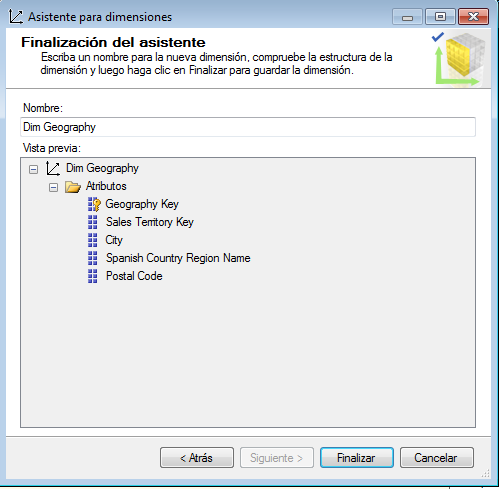 Asistente para dimensiones
Finalización del asistente
Escriba un nombre para la nueva dimensión, compruebe la estructura de la
dimensión y luego haga clic en Finalizar para guardar la dimensión.
Nombre:
Dim Geography
Vista previa:
Dim Geography
Atributos
Geography Key
Sales Territory Key
City
Spanish Country Region Name
Postal Code
< Atrás
Siguiente >
Finalizar
Cancelar